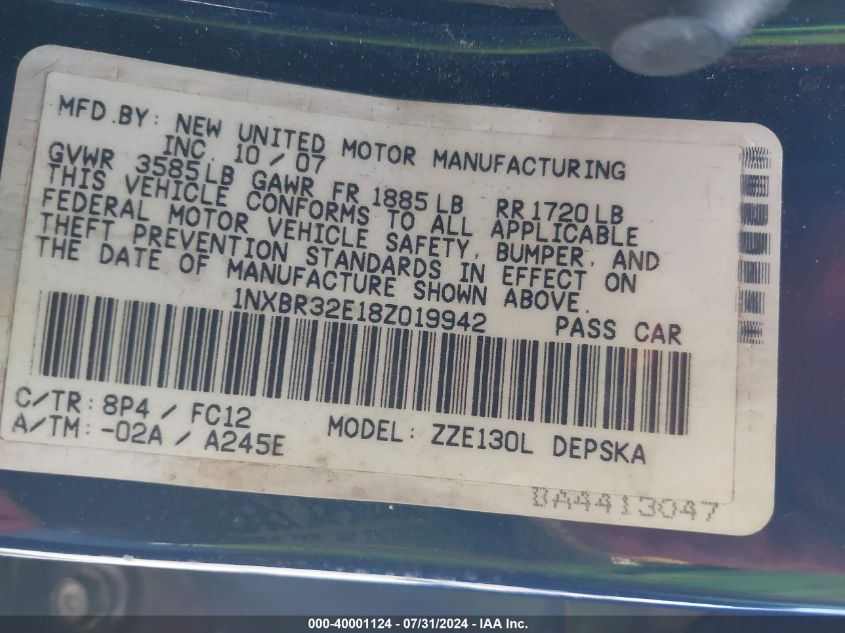 MFD.BY: NEW UNITED MOTOR MANUFACTURING
INC. 10/07
GVWR 3585LB GAWR FR 1885LB RR1720LB
THIS VEHICLE CONFORMS TO ALL APPLICABLE
FEDERAL MOTOR VEHICLE SAFETY, BUMPER, AND
THEFT PREVENTION STANDARDS IN EFFECT ON
THE DATE OF MANUFACTURE SHOWN ABOVE.
1NXBR32E18Z019942 PASS CAR
C/TR: 8P4 / FC12
A/TM: -02A / A245E MODEL: ZZE130L DEPSKA
BA4413047
000-40001124 / 07/31/2024 - IAA Inc.